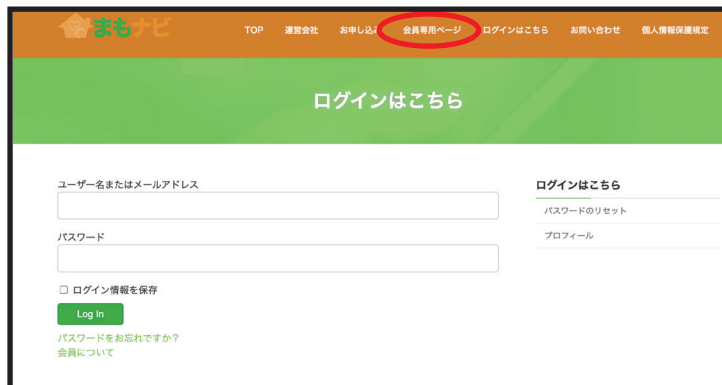 まもナビ
TOP 運営会社 お申し込み 会員専用ページ ログインはこちら お問い合わせ 個人情報保護規定
ログインはこちら
ユーザー名またはメールアドレス
パスワード
ログイン情報を保存
Log In
パスワードをお忘れですか？
会員について
ログインはこちら
パスワードのリセット
プロフィール